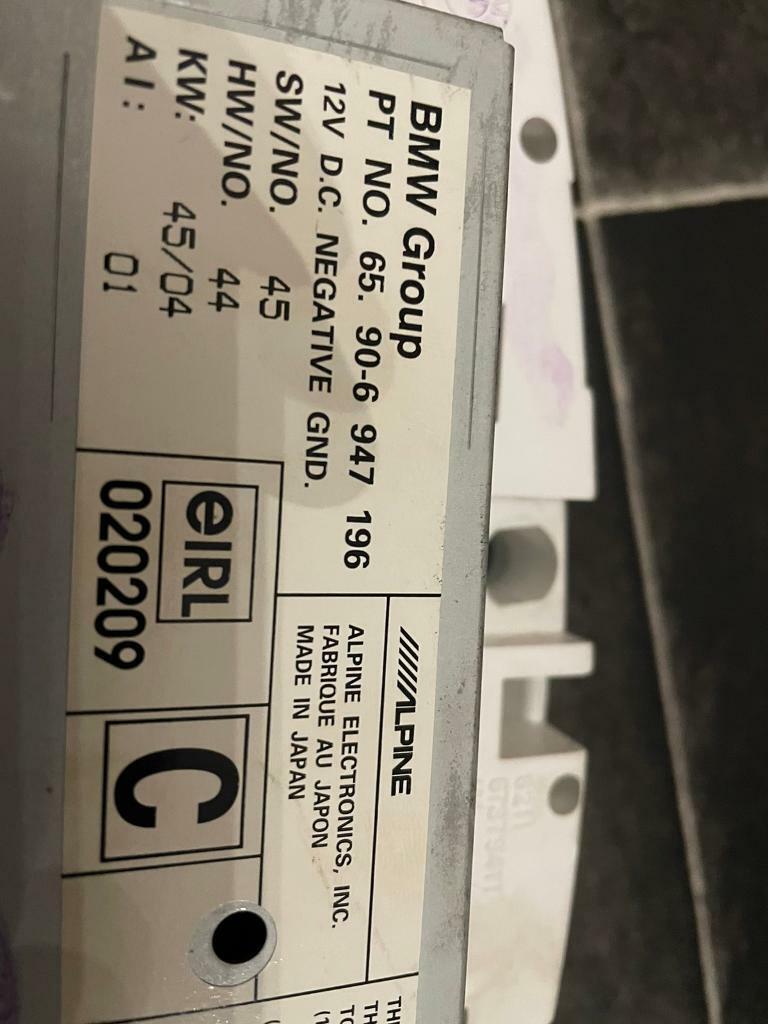 BMW Group
PT NO. 65. 90-6 947 196
12V D.C. NEGATIVE GND.
SW/NO. 45
HW/NO. 44
KW: 45/04
AI: 01
eIRL
020209
ALPINE
ALPINE ELECTRONICS, INC.
FABRIQUE AU JAPON
MADE IN JAPAN
C